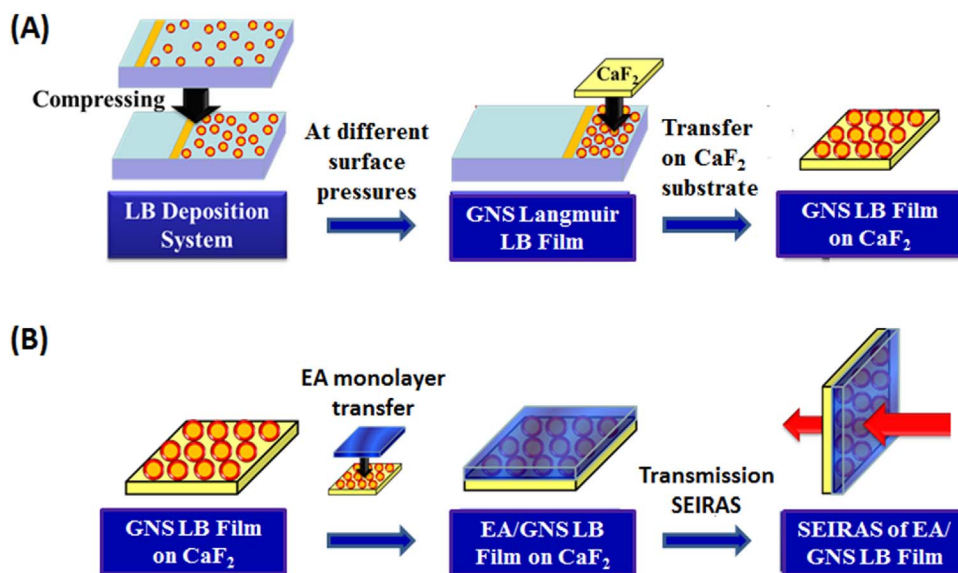 (A)
Compressing
LB Deposition
System
At different
surface
pressures
CaF₂
GNS Langmuir
LB Film
Transfer
on CaF₂
substrate
GNS LB Film
on CaF₂
(B)
GNS LB Film
on CaF₂
EA monolayer
transfer
EA/GNS LB
Film on CaF₂
Transmission
SEIRAS
SEIRAS of EA/
GNS LB Film